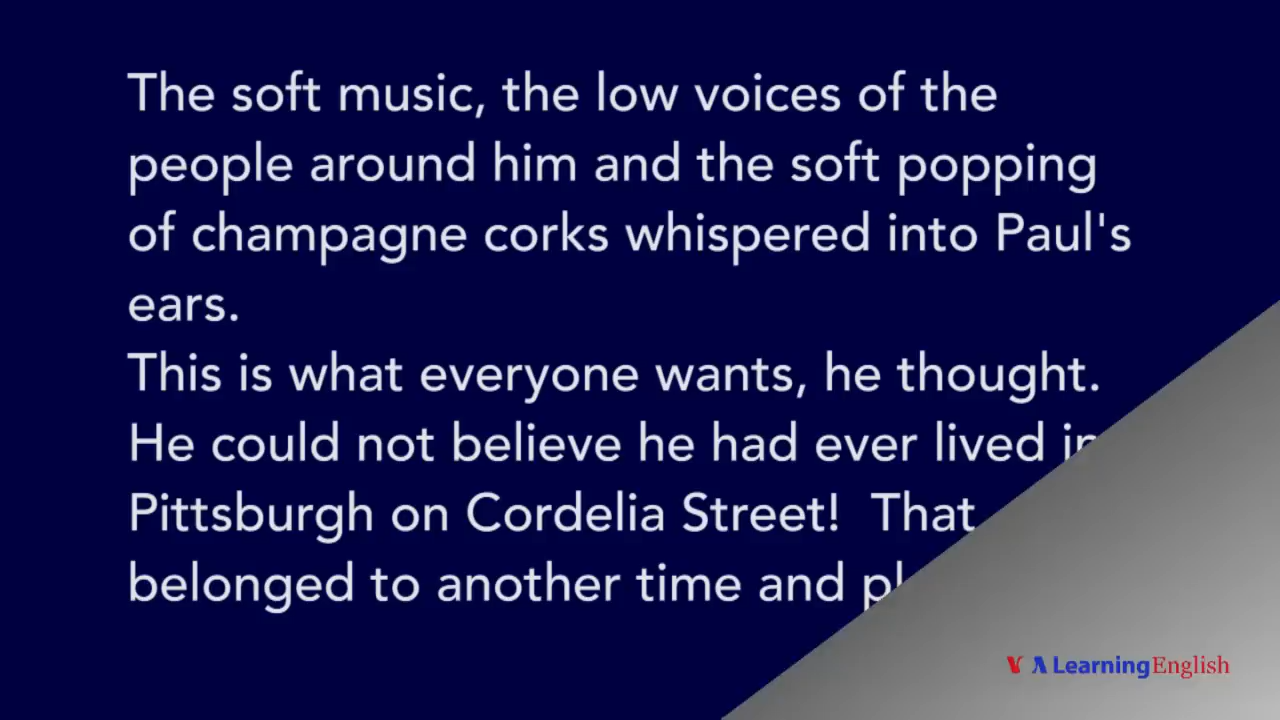 The soft music, the low voices of the
people around him and the soft popping
of champagne corks whispered into Paul's
ears.
This is what everyone wants, he thought.
He could not believe he had ever lived in
Pittsburgh on Cordelia Street!  That
belonged to another time and
VOA Learning English